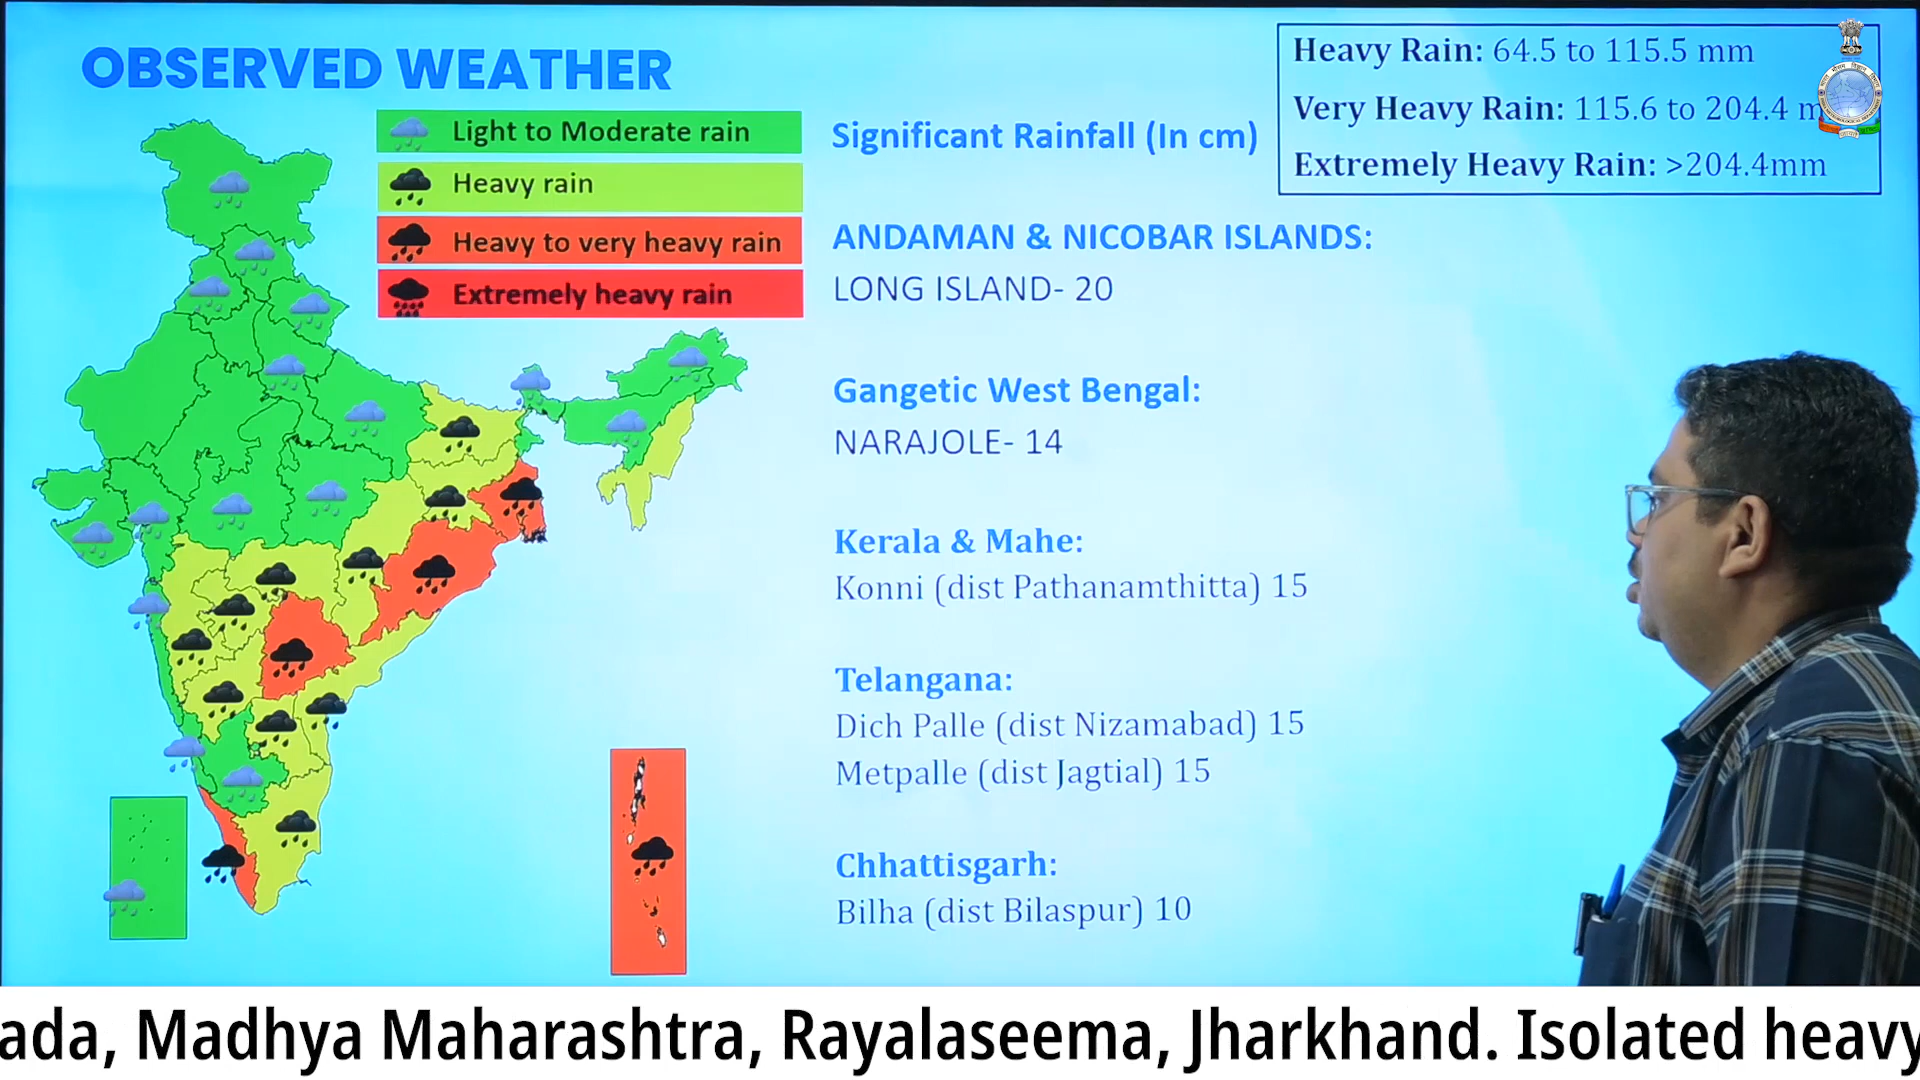 OBSERVED WEATHER
Light to Moderate rain
Heavy rain
Heavy to very heavy rain
Extremely heavy rain
Significant Rainfall (In cm)
Heavy Rain: 64.5 to 115.5 mm
Very Heavy Rain: 115.6 to 204.4 m
Extremely Heavy Rain: >204.4mm
ANDAMAN & NICOBAR ISLANDS:
LONG ISLAND- 20
Gangetic West Bengal:
NARAJOLE- 14
Kerala & Mahe:
Konni (dist Pathanamthitta) 15
Telangana:
Dich Palle (dist Nizamabad) 15
Metpalle (dist Jagtial) 15
Chhattisgarh:
Bilha (dist Bilaspur) 10
ada, Madhya Maharashtra, Rayalaseema, Jharkhand. Isolated heavy